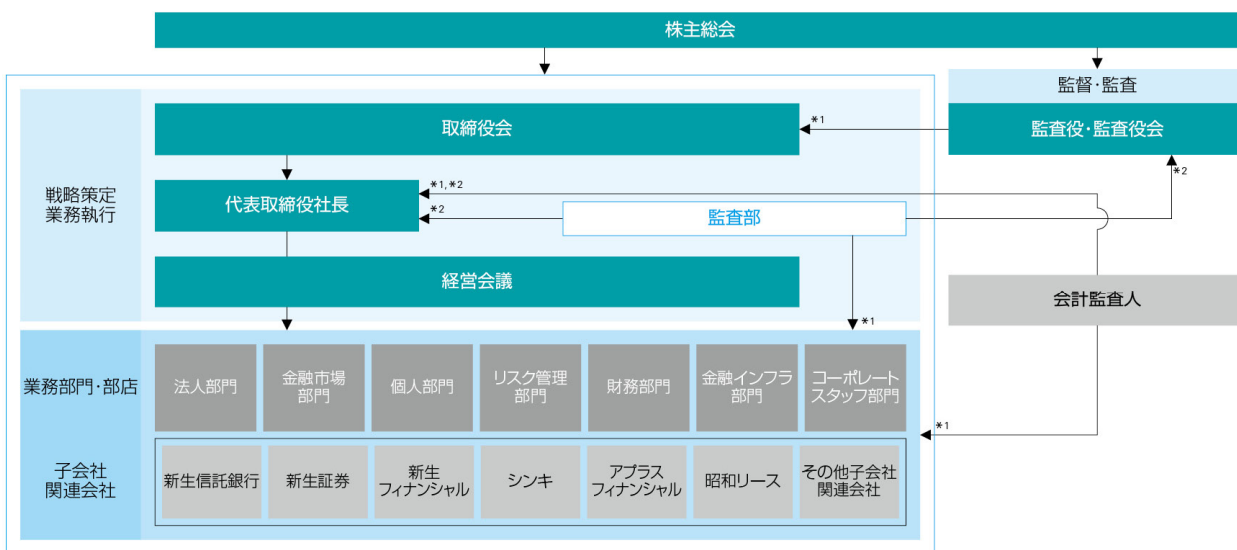 株主総会
監督・監査
取締役会
*1
監査役・監査役会
戦略策定
業務執行
代表取締役社長
*1, *2
*2
監査部
*2
経営会議
会計監査人
*1
業務部門・部店
法人部門
金融市場
部門
個人部門
リスク管理
部門
財務部門
金融インフラ
部門
コーポレート
スタッフ部門
*1
子会社
関連会社
新生信託銀行
新生証券
新生
フィナンシャル
シンキ
アプラス
フィナンシャル
昭和リース
その他子会社
関連会社